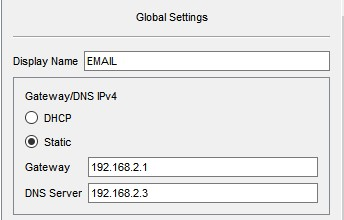 Global Settings
Display Name EMAIL
Gateway/DNS IPv4
DHCP
Static
Gateway 192.168.2.1
DNS Server 192.168.2.3